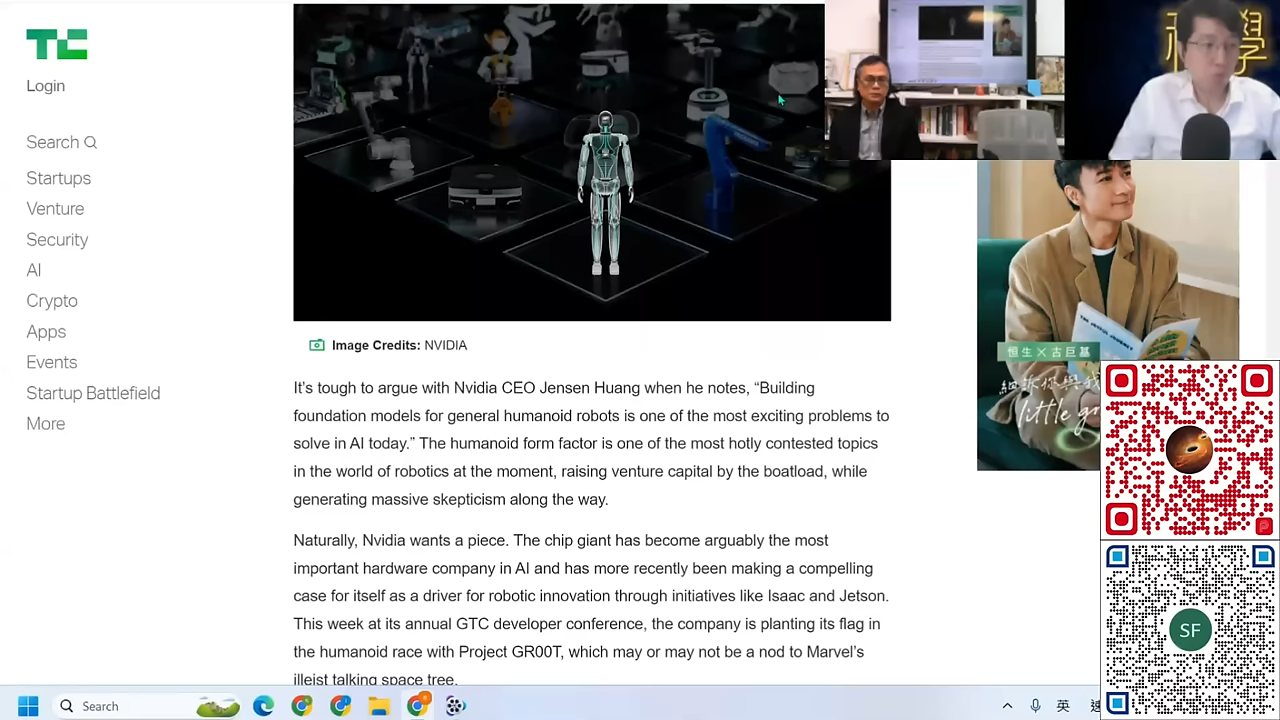 TC
Login
Search
Startups
Venture
Security
AI
Crypto
Apps
Events
Startup Battlefield
More
Image Credits: NVIDIA
It’s tough to argue with Nvidia CEO Jensen Huang when he notes, “Building
foundation models for general humanoid robots is one of the most exciting problems to
solve in AI today.” The humanoid form factor is one of the most hotly contested topics
in the world of robotics at the moment, raising venture capital by the boatload, while
generating massive skepticism along the way.
Naturally, Nvidia wants a piece. The chip giant has become arguably the most
important hardware company in AI and has more recently been making a compelling
case for itself as a driver for robotic innovation through initiatives like Isaac and Jetson.
This week at its annual GTC developer conference, the company is planting its flag in
the humanoid race with Project GR00T, which may or may not be a nod to Marvel’s
illeist talking space tree.
學
恒生×古巨基
little gr
SF
Search
英